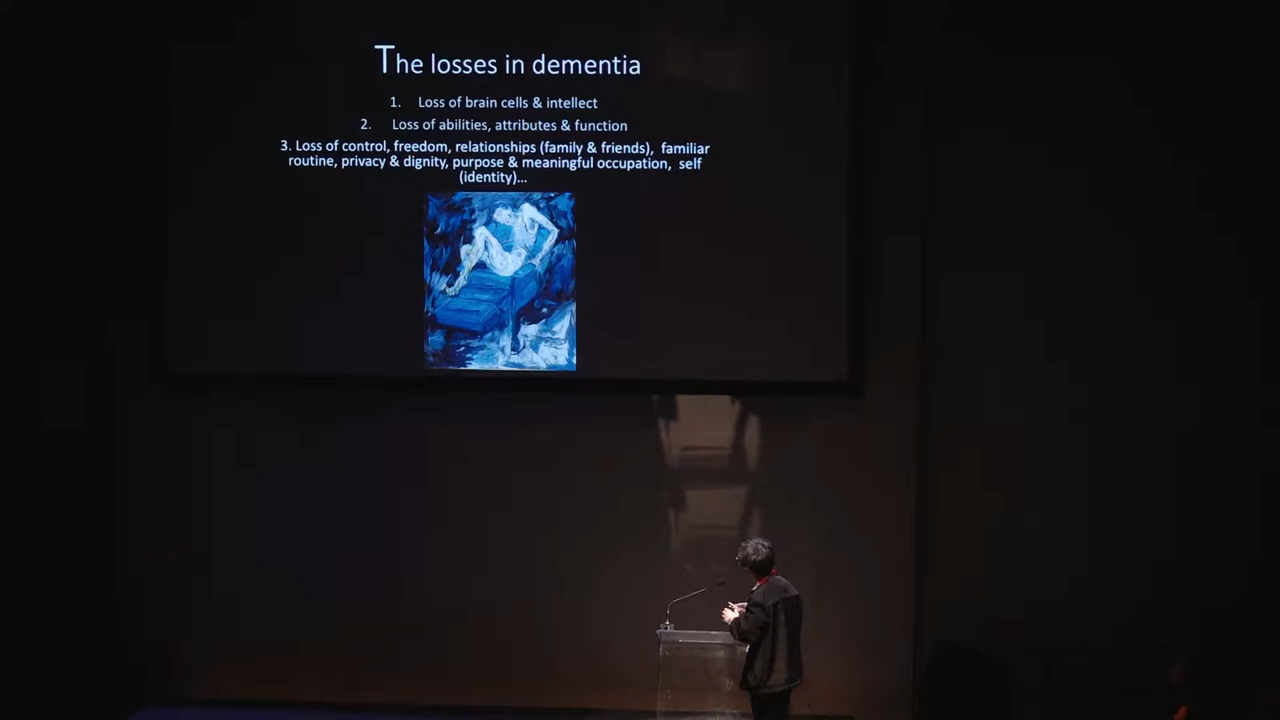 The losses in dementia
1. Loss of brain cells & intellect
2. Loss of abilities, attributes & function
3. Loss of control, freedom, relationships (family & friends), familiar
routine, privacy & dignity, purpose & meaningful occupation, self
(identity)...